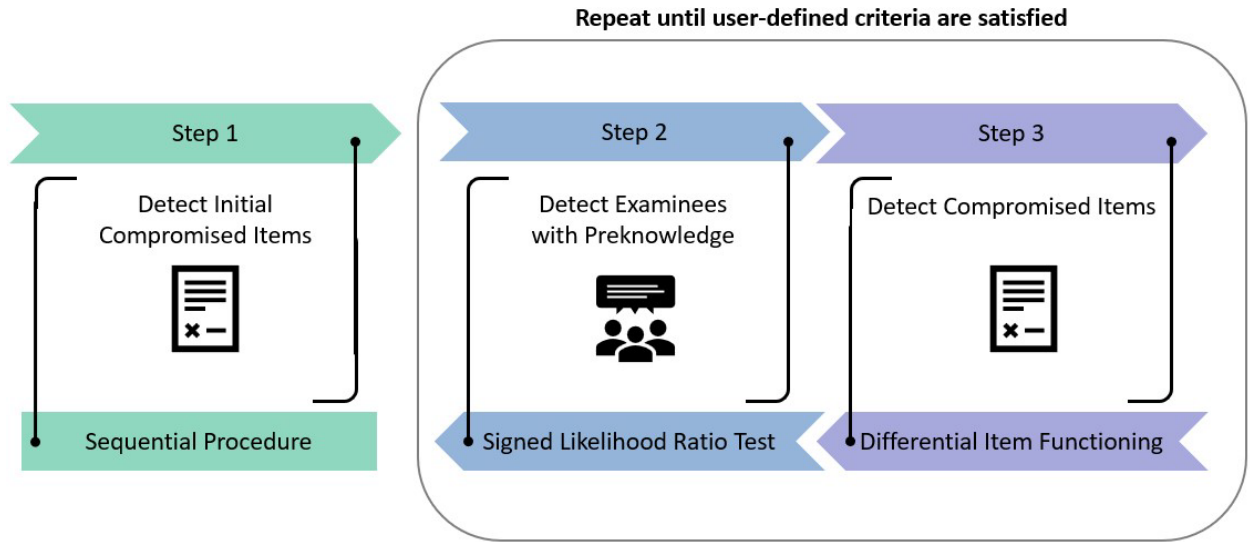 Repeat until user-defined criteria are satisfied
Step 1
Step 2
Step 3
Detect Initial
Compromised Items
Detect Examinees
with Preknowledge
Detect Compromised Items
Sequential Procedure
Signed Likelihood Ratio Test
Differential Item Functioning